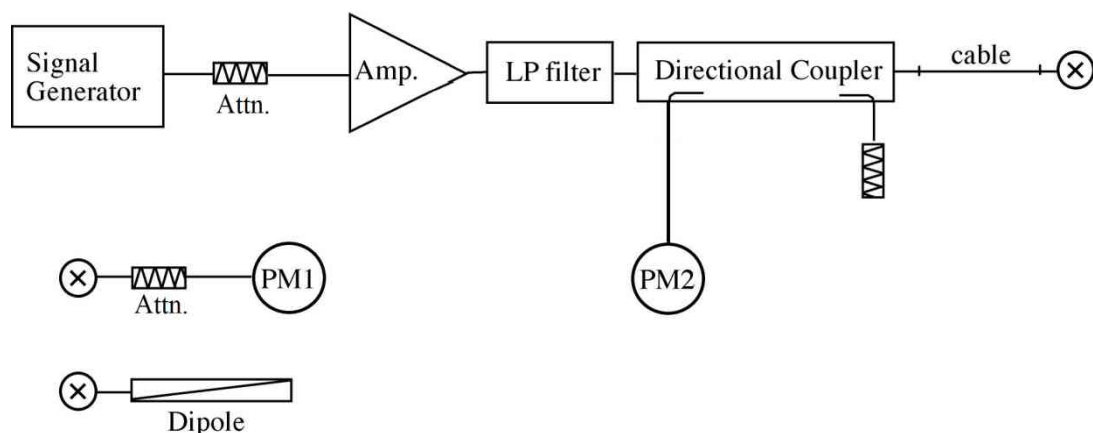 Signal
Generator
Attn.
Amp.
LP filter
Directional Coupler
cable
Attn.
PM1
PM2
Dipole